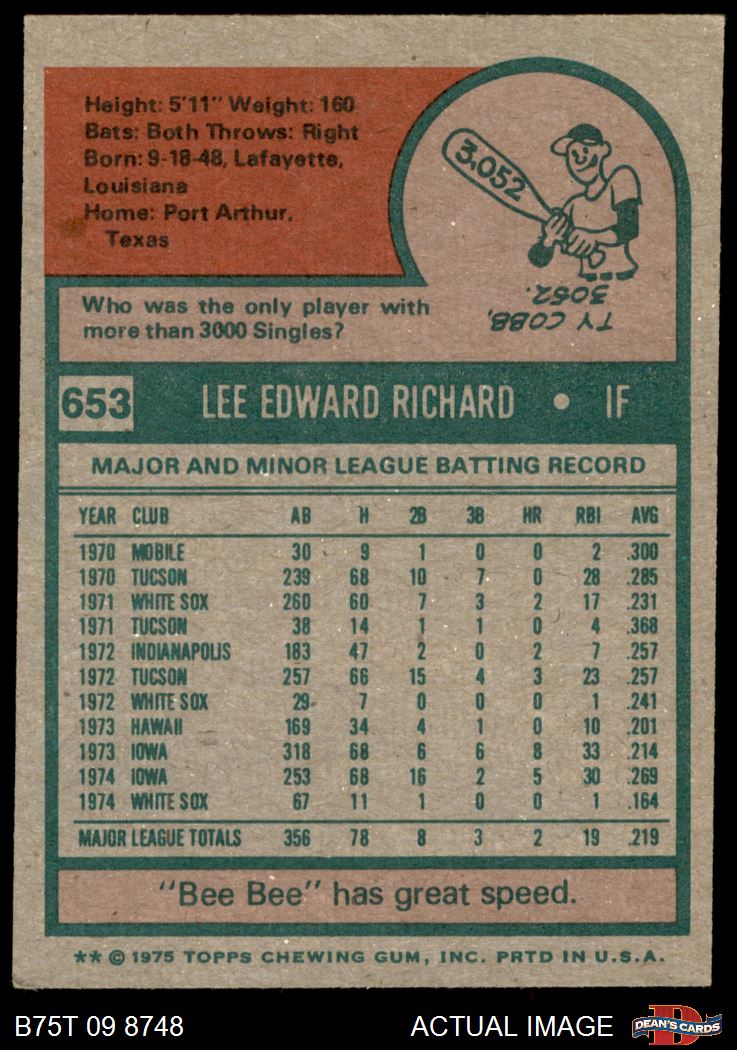 Height: 5'11" Weight: 160
Bats: Both Throws: Right
Born: 9-18-48, Lafayette,
Louisiana
Home: Port Arthur,
Texas
3,052
TY COBB,
3052.
Who was the only player with
more than 3000 Singles?
653 LEE EDWARD RICHARD • IF
MAJOR AND MINOR LEAGUE BATTING RECORD
YEAR CLUB AB H 2B 3B HR RBI AVG
1970 MOBILE 30 9 1 0 0 2 .300
1970 TUCSON 239 68 10 7 0 28 .285
1971 WHITE SOX 260 60 7 3 2 17 .231
1971 TUCSON 38 14 1 1 0 4 .368
1972 INDIANAPOLIS 183 47 2 0 2 7 .257
1972 TUCSON 257 66 15 4 3 23 .257
1972 WHITE SOX 29 7 0 0 0 1 .241
1973 HAWAII 169 34 4 1 0 10 .201
1973 IOWA 318 68 6 6 8 33 .214
1974 IOWA 253 68 16 2 5 30 .269
1974 WHITE SOX 67 11 1 0 0 1 .164
MAJOR LEAGUE TOTALS 356 78 8 3 2 19 .219
"Bee Bee" has great speed.
** © 1975 TOPPS CHEWING GUM, INC. PRTD IN U.S.A.
B75T 09 8748 ACTUAL IMAGE DEAN'S CARDS